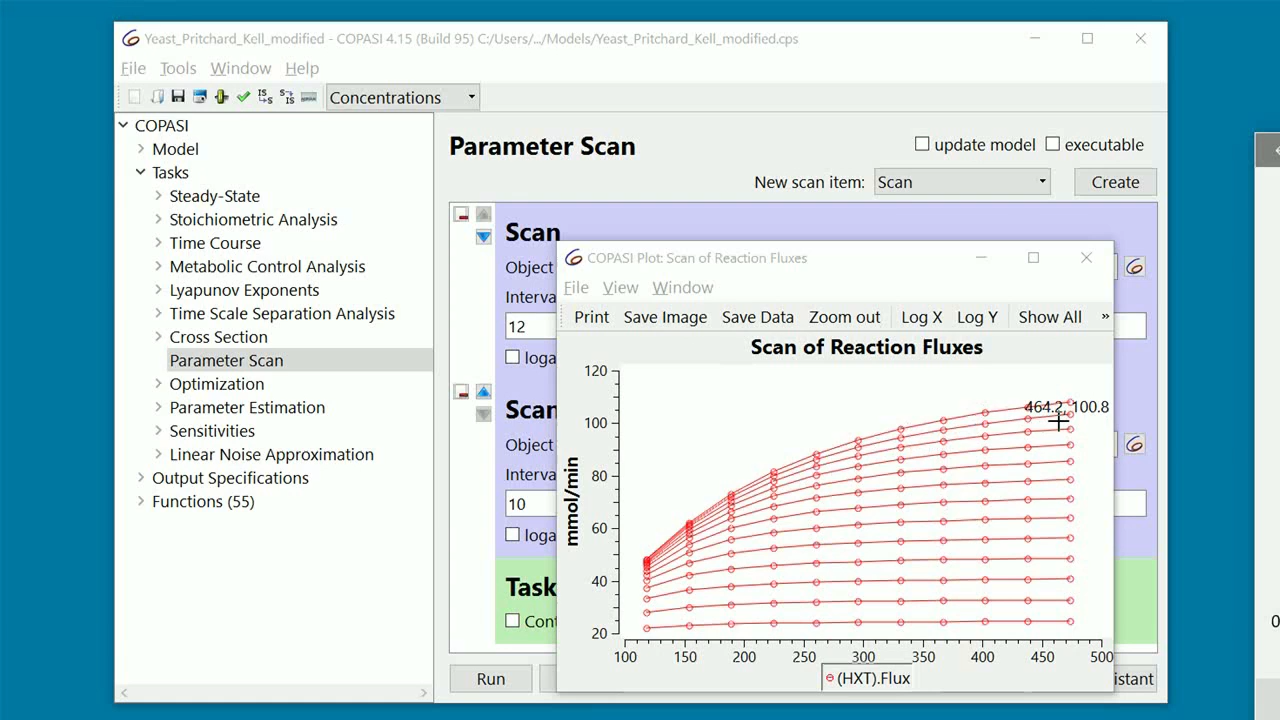 Yeast_Pritchard_Kell_modified - COPASI 4.15 (Build 95) C:/Users/.../Models/Yeast_Pritchard_Kell_modified.cps
File Tools Window Help
Concentrations
COPASI
Model
Tasks
Steady-State
Stoichiometric Analysis
Time Course
Metabolic Control Analysis
Lyapunov Exponents
Time Scale Separation Analysis
Cross Section
Parameter Scan
Optimization
Parameter Estimation
Sensitivities
Linear Noise Approximation
Output Specifications
Functions (55)
Parameter Scan
update model executable
New scan item: Scan Create
Scan
Object
Interva
12
loga
Scan
Object
Interva
10
loga
Task
Cont
Run
istant
COPASI Plot: Scan of Reaction Fluxes
File View Window
Print Save Image Save Data Zoom out Log X Log Y Show All »
Scan of Reaction Fluxes
mmol/min
120
100
80
60
40
20
464.2, 100.8
100 150 200 250 300 350 400 450 500
(HXT).Flux